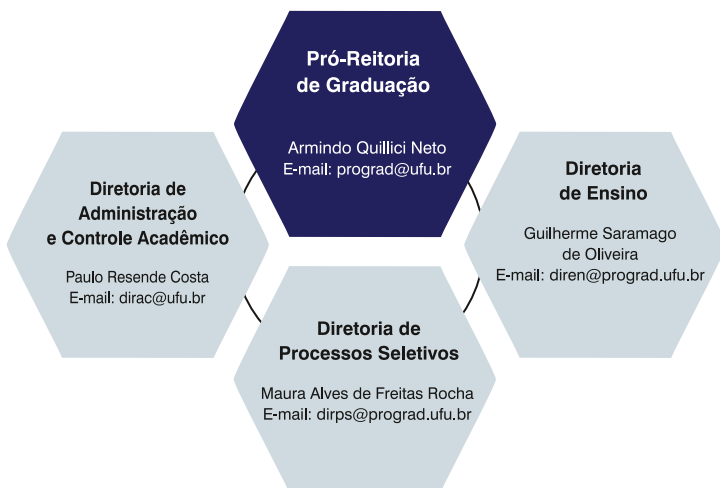 Pró-Reitoria
de Graduação
Armindo Quillici Neto
E-mail: prograd@ufu.br
Diretoria de
Administração
e Controle Acadêmico
Paulo Resende Costa
E-mail: dirac@ufu.br
Diretoria
de Ensino
Guilherme Saramago
de Oliveira
E-mail: diren@prograd.ufu.br
Diretoria de
Processos Seletivos
Maura Alves de Freitas Rocha
E-mail: dirps@prograd.ufu.br